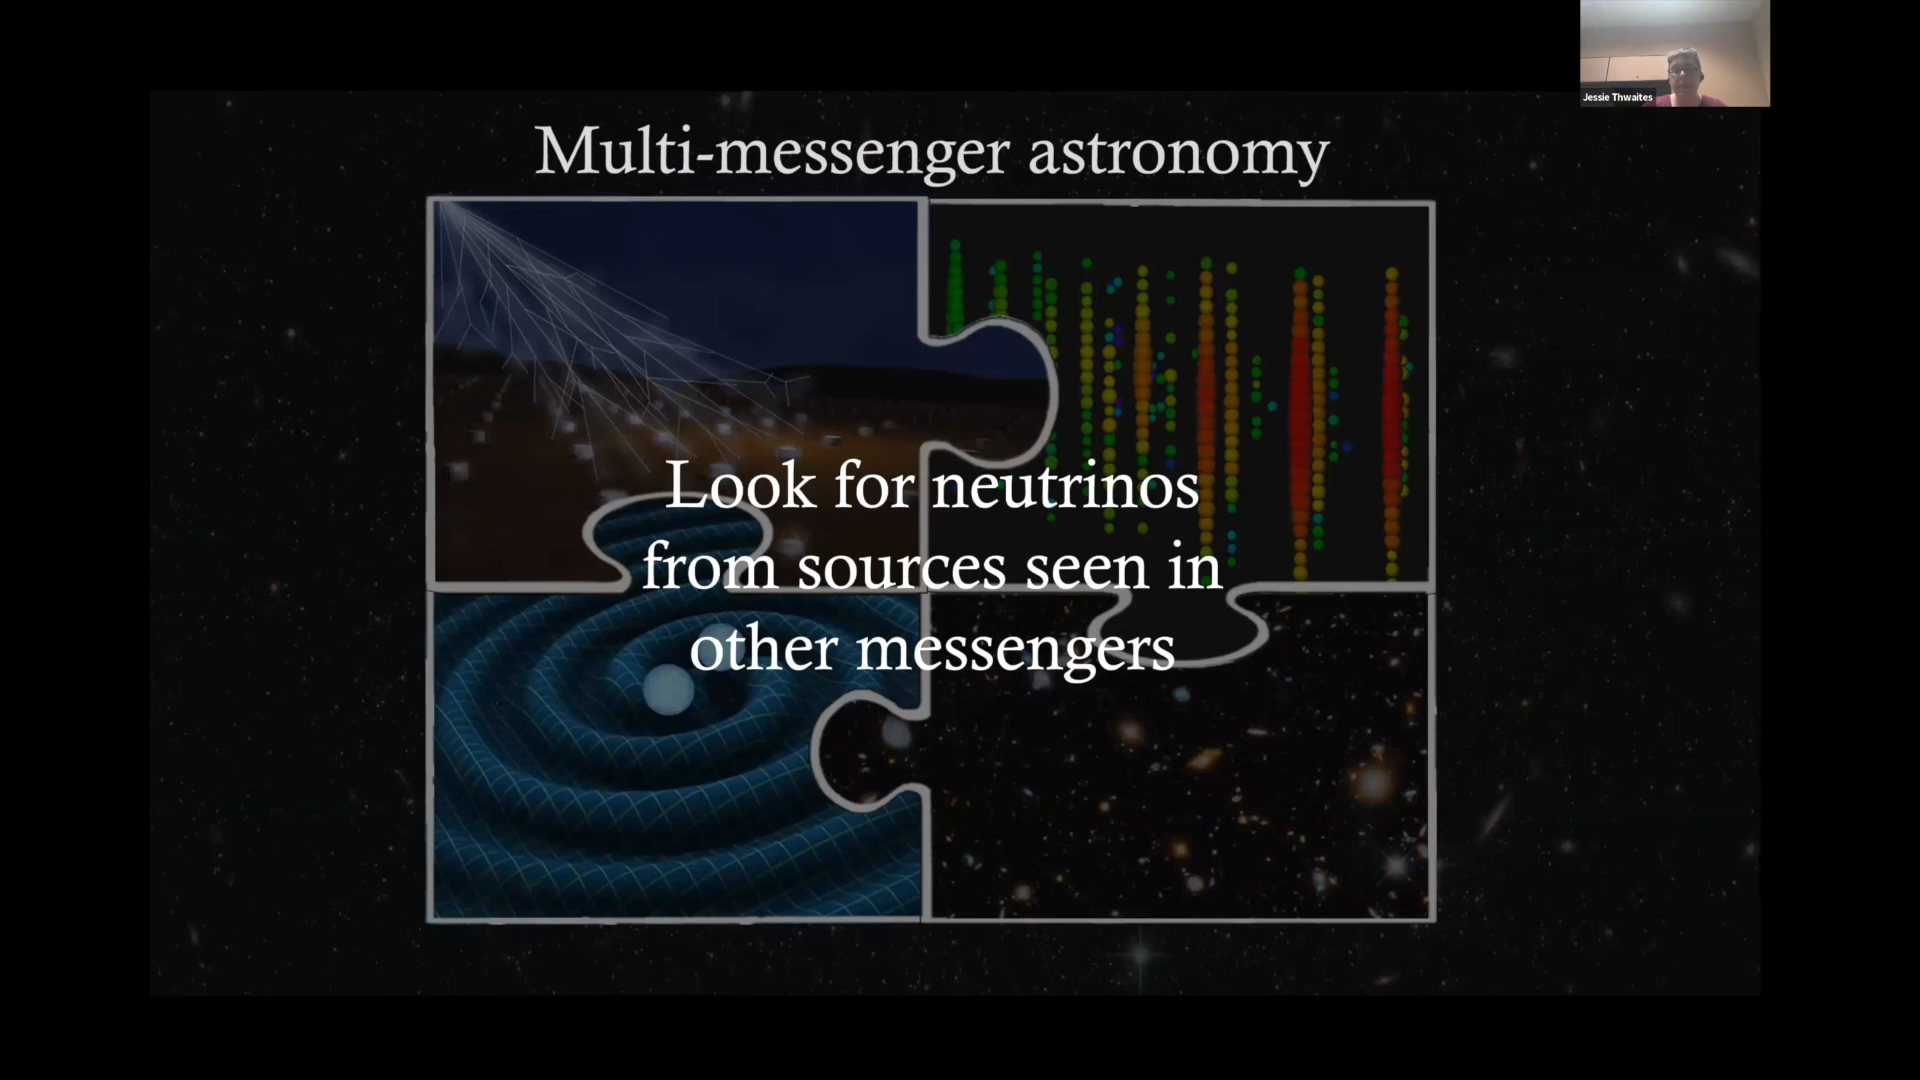 Jessie Thwaites
Multi-messenger astronomy
Look for neutrinos
from sources seen in
other messengers